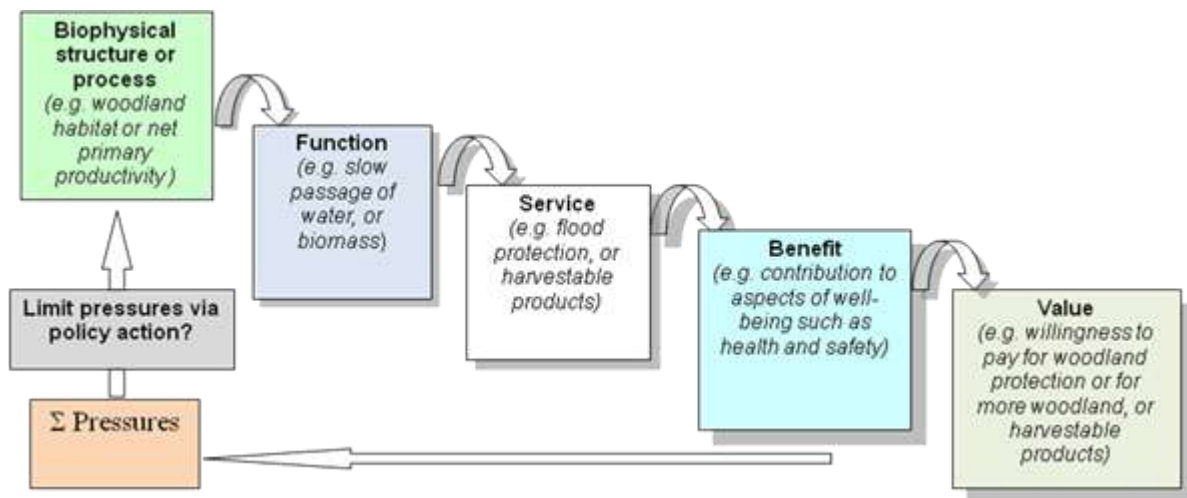 Biophysical
structure or
process
(e.g. woodland
habitat or net
primary
productivity )
Function
(e.g. slow
passage of
water, or
biomass)
Service
(e.g. flood
protection, or
harvestable
products)
Benefit
(e.g. contribution to
aspects of well-
being such as
health and safety)
Value
(e.g. willingness to
pay for woodland
protection or for
more woodland, or
harvestable
products)
Limit pressures via
policy action?
Σ Pressures